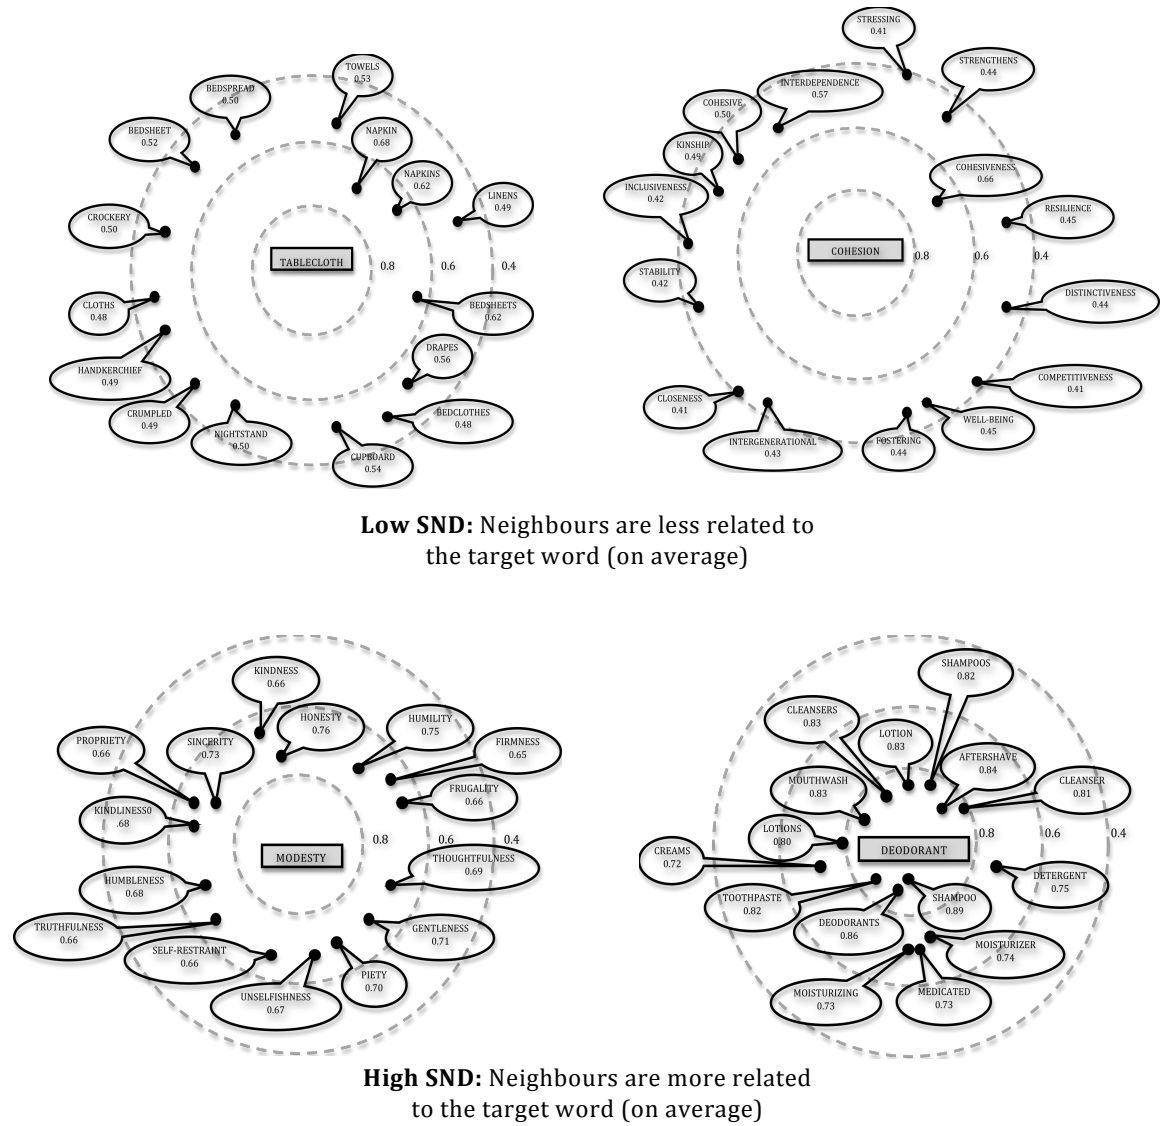 TOWELS
0.53
BEDSPREAD
0.50
BEDSHEET
0.52
NAPKIN
0.68
NAPKINS
0.62
LINENS
0.49
CROCKERY
0.50
TABLECLOTH
0.8
0.6
0.4
CLOTHS
0.48
BEDSHEETS
0.62
HANDKERCHIEF
0.49
DRAPES
0.56
CRUMPLED
0.49
NIGHTSTAND
0.50
BEDCLOTHES
0.48
CUPBOARD
0.54
STRESSING
0.41
STRENGTHENS
0.44
INTERDEPENDENCE
0.57
COHESIVE
0.50
KINSHIP
0.49
COHESIVENESS
0.66
INCLUSIVENESS
0.42
RESILIENCE
0.45
COHESION
0.8
0.6
0.4
STABILITY
0.42
DISTINCTIVENESS
0.44
COMPETITIVENESS
0.41
CLOSENESS
0.41
WELL-BEING
0.45
INTERGENERATIONAL
0.43
FOSTERING
0.44
Low SND: Neighbours are less related to
the target word (on average)
KINDNESS
0.66
HONESTY
0.76
HUMILITY
0.75
PROPRIETY
0.66
SINCERITY
0.73
FIRMNESS
0.65
FRUGALITY
0.66
KINDLINESS0
.68
MODESTY
0.8
0.6
0.4
THOUGHTFULNESS
0.69
HUMBLENESS
0.68
TRUTHFULNESS
0.66
GENTLENESS
0.71
SELF-RESTRAINT
0.66
PIETY
0.70
UNSELFISHNESS
0.67
SHAMPOOS
0.82
CLEANSERS
0.83
LOTION
0.83
AFTERSHAVE
0.84
MOUTHWASH
0.83
CLEANSER
0.81
LOTIONS
0.80
CREAMS
0.72
DEODORANT
0.8
0.6
0.4
DETERGENT
0.75
TOOTHPASTE
0.82
SHAMPOO
0.89
DEODORANTS
0.86
MOISTURIZER
0.74
MOISTURIZING
0.73
MEDICATED
0.73
High SND: Neighbours are more related
to the target word (on average)